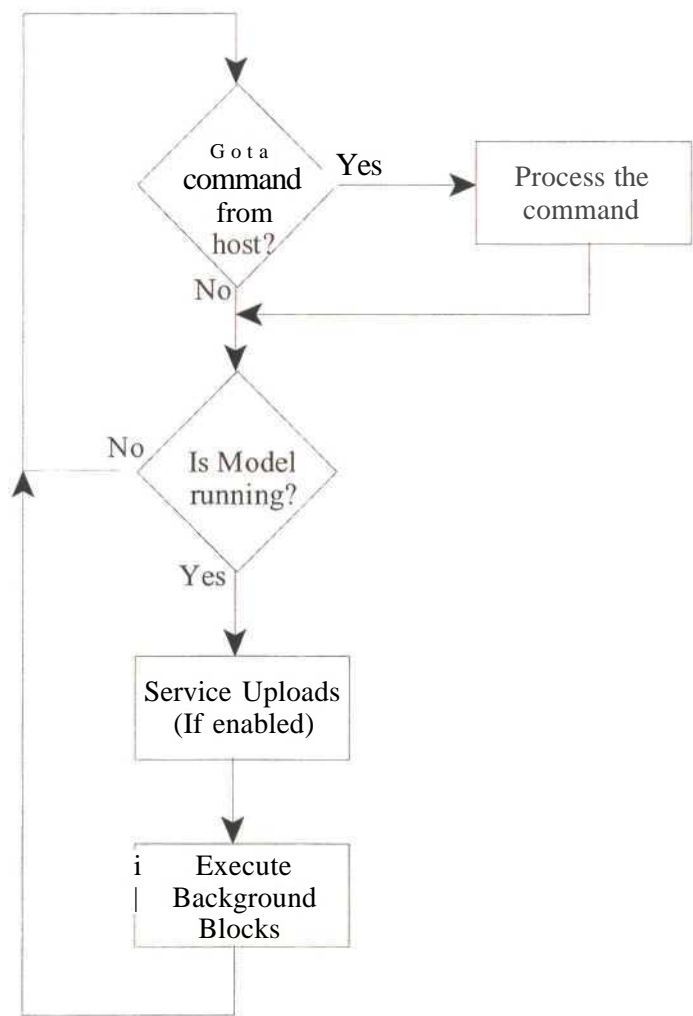 Got a
command
from
host?
Yes
Process the
command
No
No
Is Model
running?
Yes
Service Uploads
(If enabled)
i
|
Execute
Background
Blocks